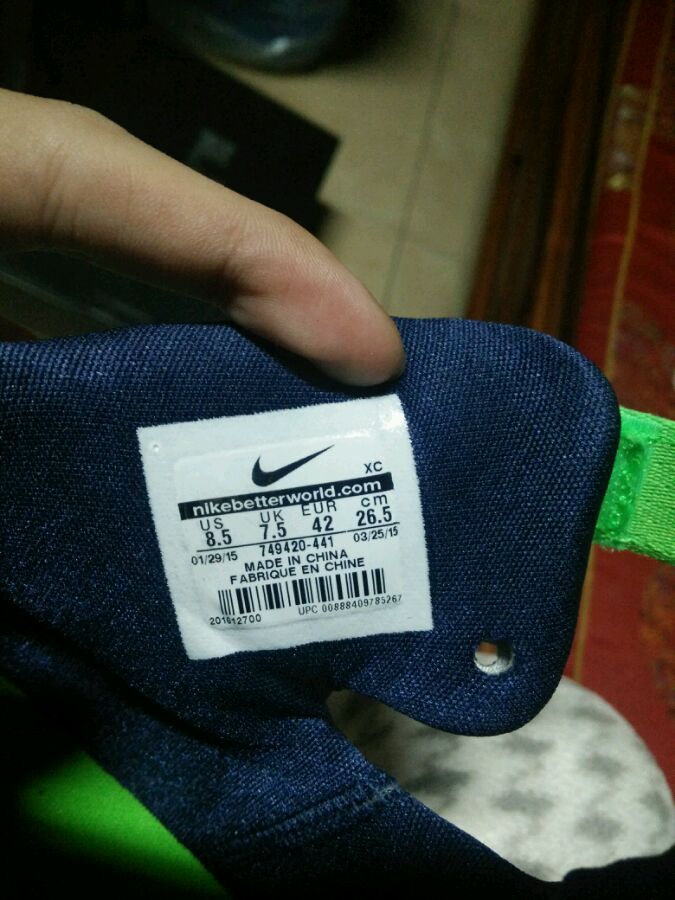 XC
nikebetterworld.com
US UK EUR cm
8.5 7.5 42 26.5
01/29/15 749420-441 03/25/15
MADE IN CHINA
FABRIQUE EN CHINE
UPC 00888409785267